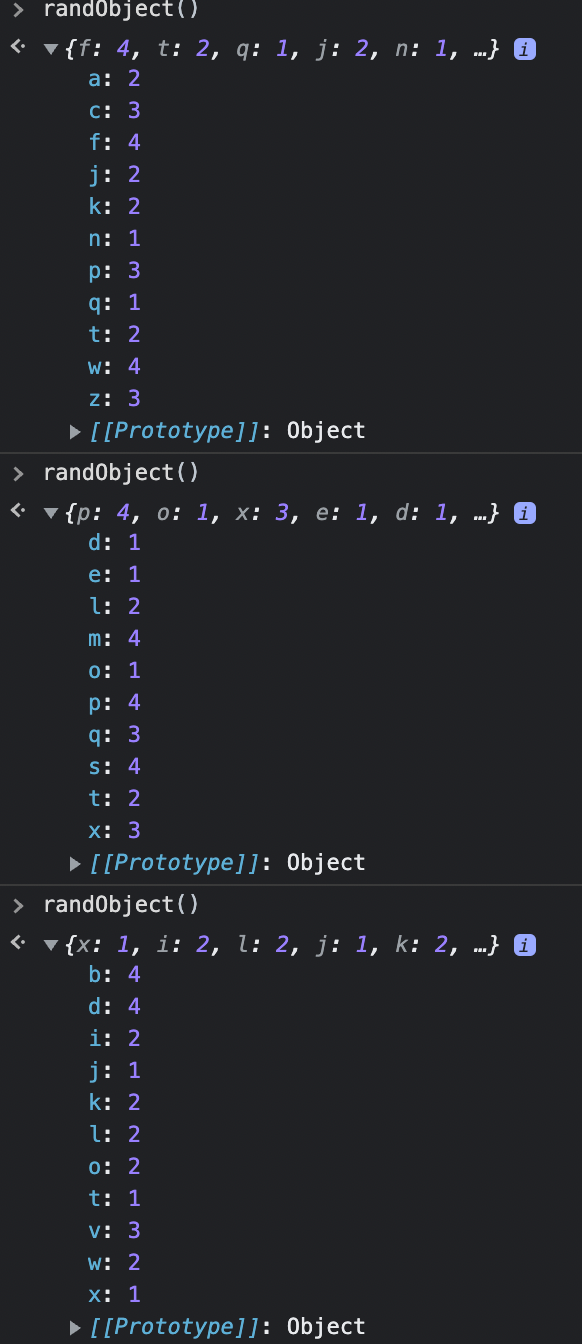 > randObject()
<· ▼ {f: 4, t: 2, q: 1, j: 2, n: 1, …} i
a: 2
c: 3
f: 4
j: 2
k: 2
n: 1
p: 3
q: 1
t: 2
w: 4
z: 3
▶ [[Prototype]]: Object
> randObject()
<· ▼ {p: 4, o: 1, x: 3, e: 1, d: 1, …} i
d: 1
e: 1
l: 2
m: 4
o: 1
p: 4
q: 3
s: 4
t: 2
x: 3
▶ [[Prototype]]: Object
> randObject()
<· ▼ {x: 1, i: 2, l: 2, j: 1, k: 2, …} i
b: 4
d: 4
i: 2
j: 1
k: 2
l: 2
o: 2
t: 1
v: 3
w: 2
x: 1
▶ [[Prototype]]: Object